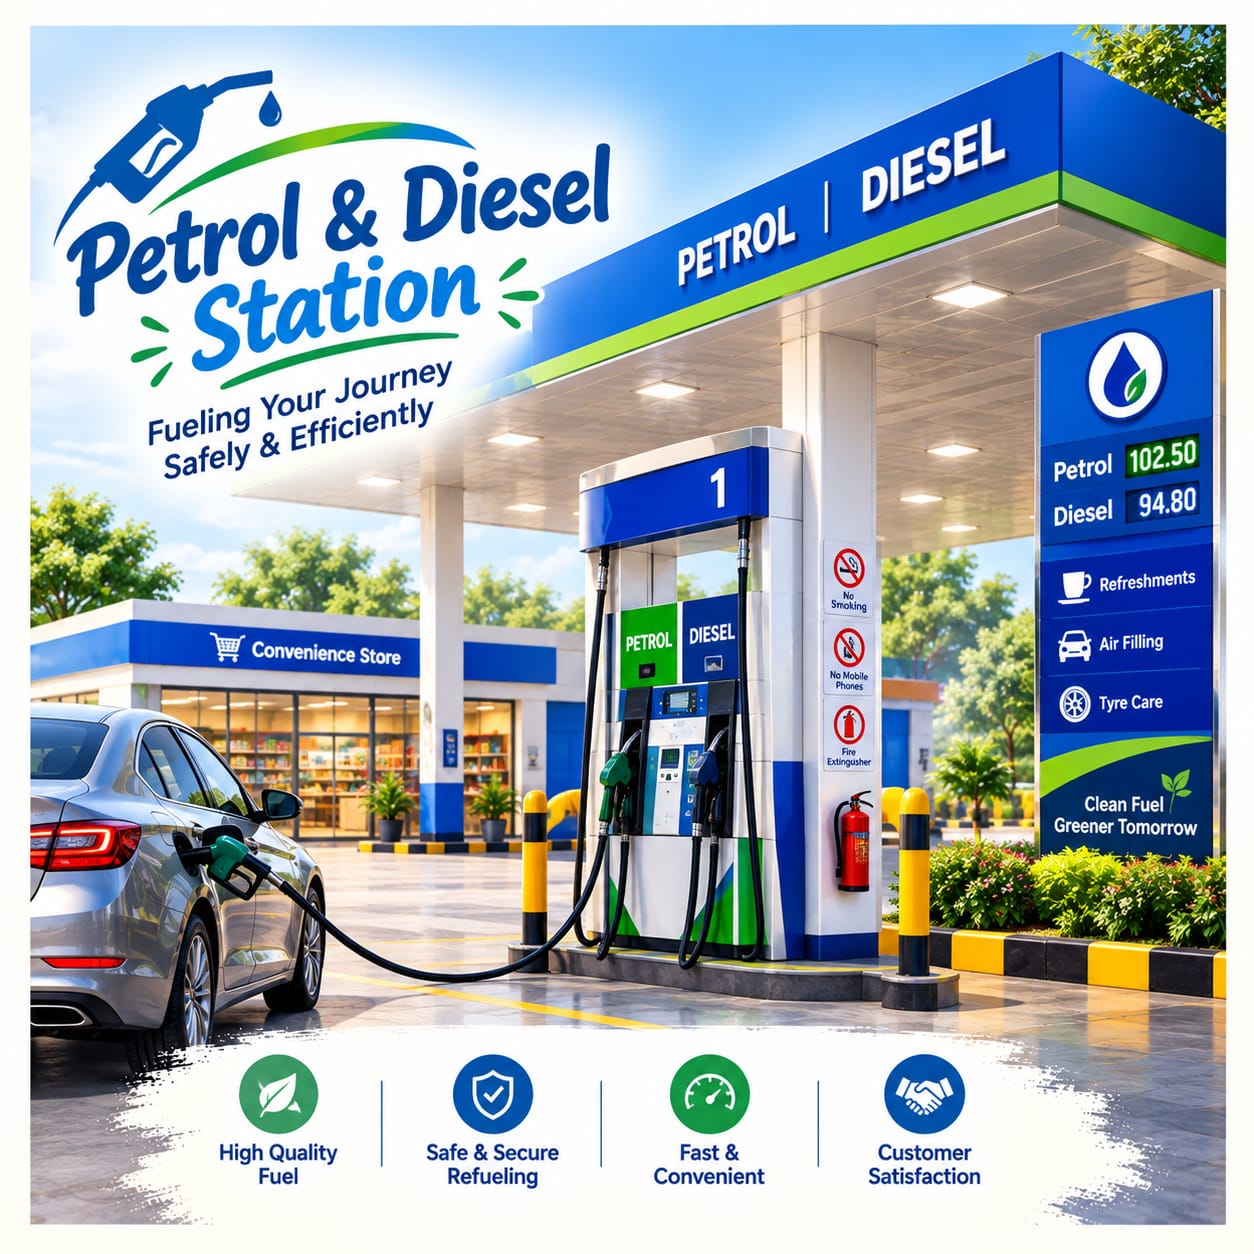 Petrol & Diesel
Station
Fueling Your Journey
Safely & Efficiently
PETROL | DIESEL
Petrol 102.50
Diesel 94.80
Refreshments
Air Filling
Tyre Care
Clean Fuel
Greener Tomorrow
1
PETROL
DIESEL
No
Smoking
No Mobile
Phones
Fire
Extinguisher
Convenience Store
High Quality
Fuel
Safe & Secure
Refueling
Fast &
Convenient
Customer
Satisfaction